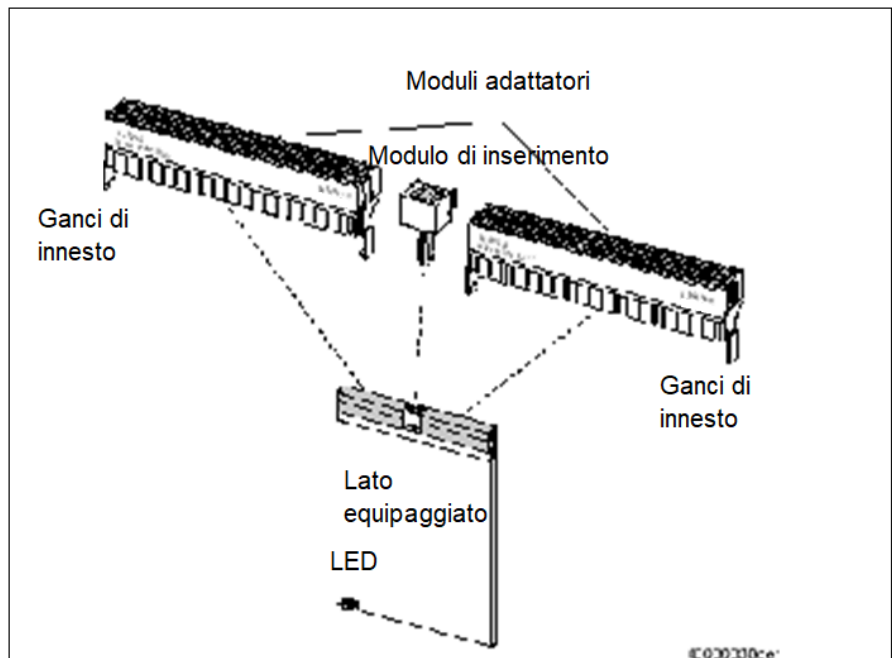 Moduli adattatori
Modulo di inserimento
Ganci di
innesto
Ganci di
innesto
Lato
equipaggiato
LED